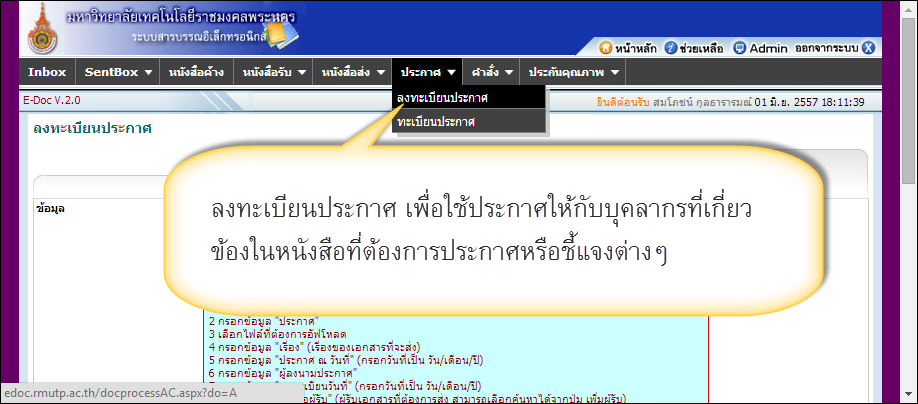 มหาวิทยาลัยเทคโนโลยีราชมงคลพระนคร
ระบบสารบรรณอิเล็กทรอนิกส์
หน้าหลัก ช่วยเหลือ Admin ออกจากระบบ
Inbox SentBox หนังสือค้าง หนังสือรับ หนังสือส่ง ประกาศ คำสั่ง ประกันคุณภาพ
E-Doc V.2.0
ลงทะเบียนประกาศ
ยินดีต้อนรับ สมโภชน์ กุลธารารมณ์ 01 มิ.ย. 2557 18:11:39
ทะเบียนประกาศ
ลงทะเบียนประกาศ
ข้อมูล
ลงทะเบียนประกาศ เพื่อใช้ประกาศให้กับบุคลากรที่เกี่ยว
ข้องในหนังสือที่ต้องการประกาศหรือชี้แจงต่างๆ
2 กรอกข้อมูล "ประกาศ"
3 เลือกไฟล์ที่ต้องการอัฟโหลด
4 กรอกข้อมูล "เรื่อง" (เรื่องของเอกสารที่จะส่ง)
5 กรอกข้อมูล "ประกาศ ณ วันที่" (กรอกวันที่เป็น วัน/เดือน/ปี)
6 กรอกข้อมูล "ผู้ลงนามประกาศ"
เบียนวันที่" (กรอกวันที่เป็น วัน/เดือน/ปี)
อผู้รับ" (ผู้รับเอกสารที่ต้องการส่ง สามารถเลือกค้นหาได้จากปุ่ม เพิ่มผู้รับ)
edoc.rmutp.ac.th/docprocessAC.aspx?do=A